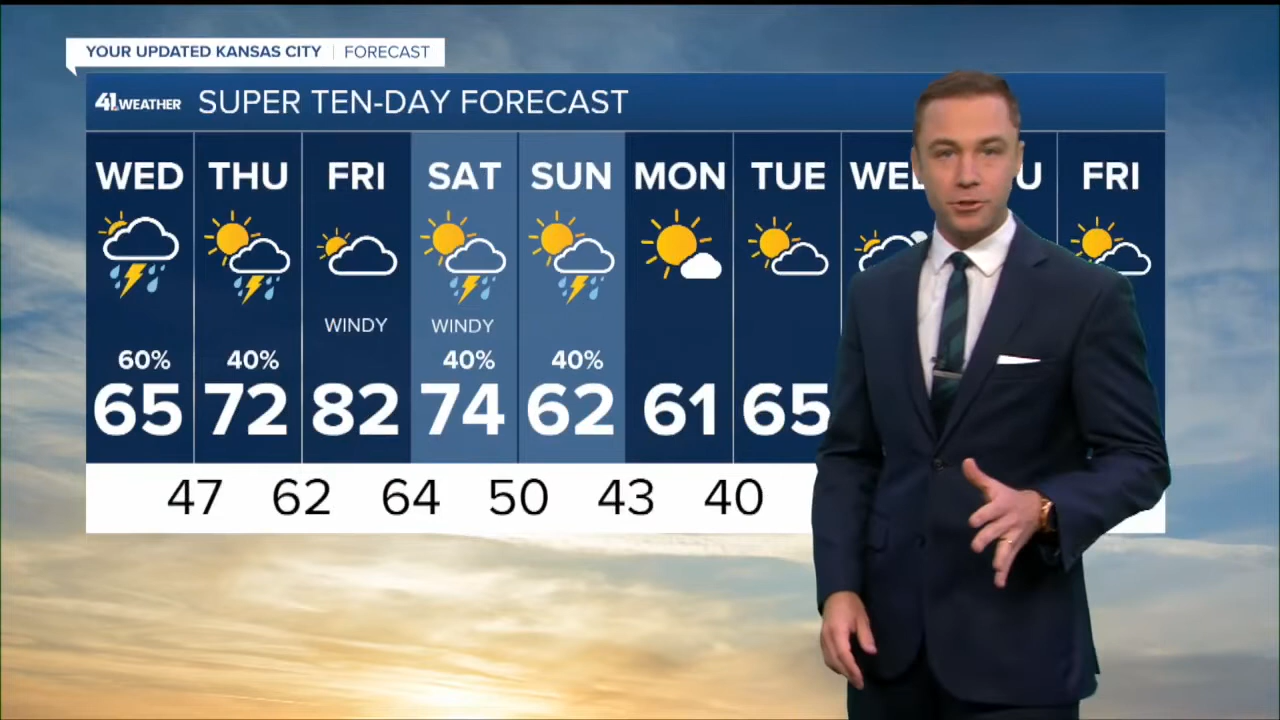 YOUR UPDATED KANSAS CITY | FORECAST
41 WEATHER SUPER TEN-DAY FORECAST
WED THU FRI SAT SUN MON TUE FRI
WINDY WINDY
60% 40% 40% 40%
65 72 82 74 62 61 65
47 62 64 50 43 40